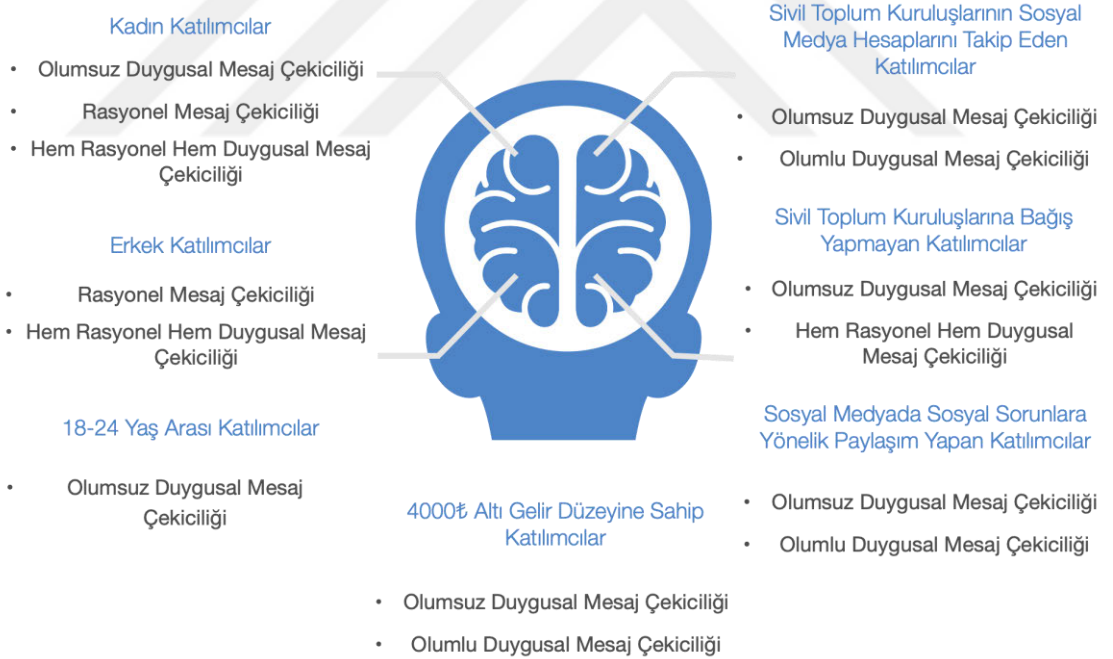 Kadın Katılımcılar
• Olumsuz Duygusal Mesaj Çekiciliği
• Rasyonel Mesaj Çekiciliği
• Hem Rasyonel Hem Duygusal Mesaj
Çekiciliği
Erkek Katılımcılar
• Rasyonel Mesaj Çekiciliği
• Hem Rasyonel Hem Duygusal Mesaj
Çekiciliği
18-24 Yaş Arası Katılımcılar
• Olumsuz Duygusal Mesaj
Çekiciliği
4000₺ Altı Gelir Düzeyine Sahip
Katılımcılar
• Olumsuz Duygusal Mesaj Çekiciliği
• Olumlu Duygusal Mesaj Çekiciliği
Sivil Toplum Kuruluşlarının Sosyal
Medya Hesaplarını Takip Eden
Katılımcılar
• Olumsuz Duygusal Mesaj Çekiciliği
• Olumlu Duygusal Mesaj Çekiciliği
Sivil Toplum Kuruluşlarına Bağış
Yapmayan Katılımcılar
• Olumsuz Duygusal Mesaj Çekiciliği
• Hem Rasyonel Hem Duygusal
Mesaj Çekiciliği
Sosyal Medyada Sosyal Sorunlara
Yönelik Paylaşım Yapan Katılımcılar
• Olumsuz Duygusal Mesaj Çekiciliği
• Olumlu Duygusal Mesaj Çekiciliği